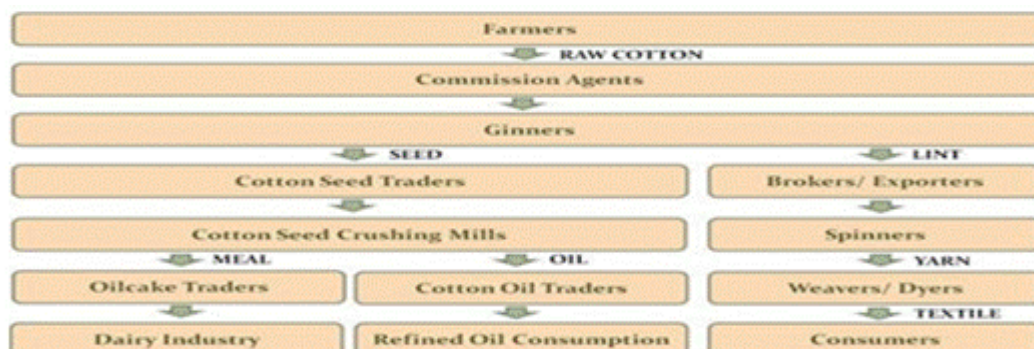 Farmers
RAW COTTON
Commission Agents
Ginners
SEED LINT
Cotton Seed Traders Brokers/ Exporters
Cotton Seed Crushing Mills Spinners
MEAL OIL YARN
Oilcake Traders Cotton Oil Traders Weavers/ Dyers
TEXTILE
Dairy Industry Refined Oil Consumption Consumers